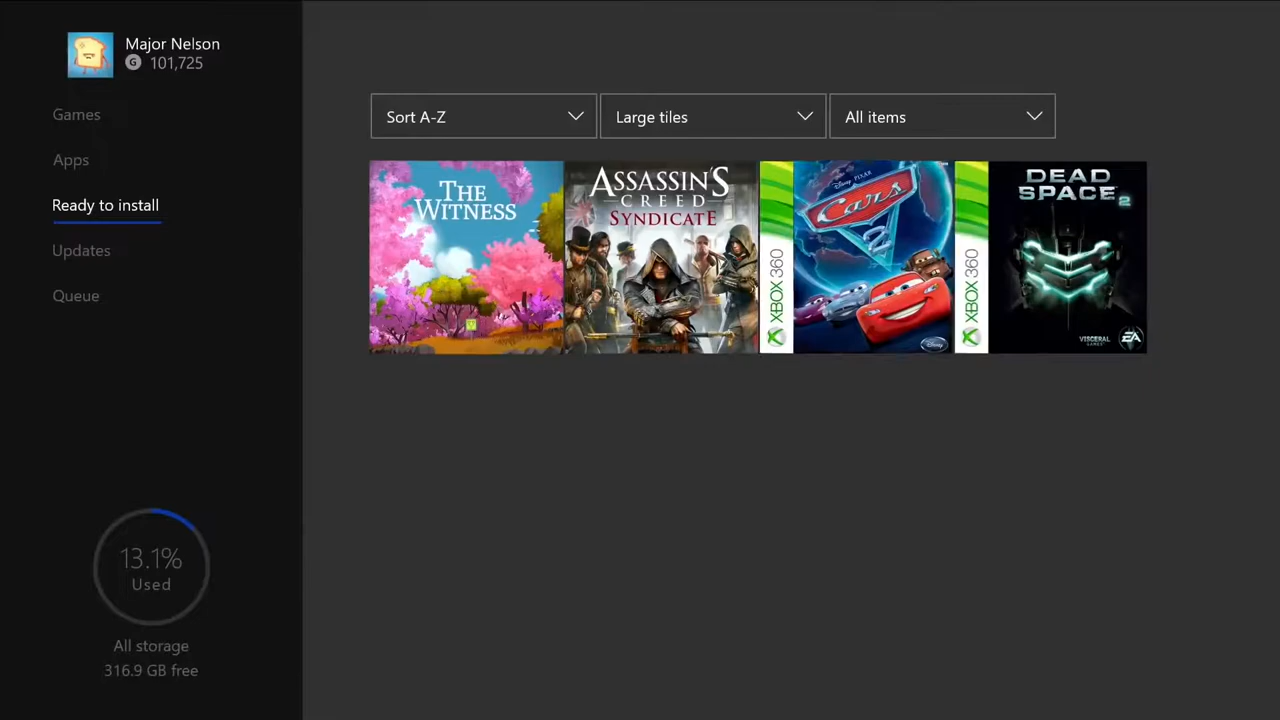 Major Nelson
G 101,725
Games
Apps
Ready to install
Updates
Queue
13.1%
Used
All storage
316.9 GB free
Sort A-Z
Large tiles
All items
THE
WITNESS
ASSASSIN'S
CREED
SYNDICATE
XBOX 360
Disney PIXAR
Cars
2
Disney
XBOX 360
DEAD
SPACE 2
VISCERAL
GAMES
EA